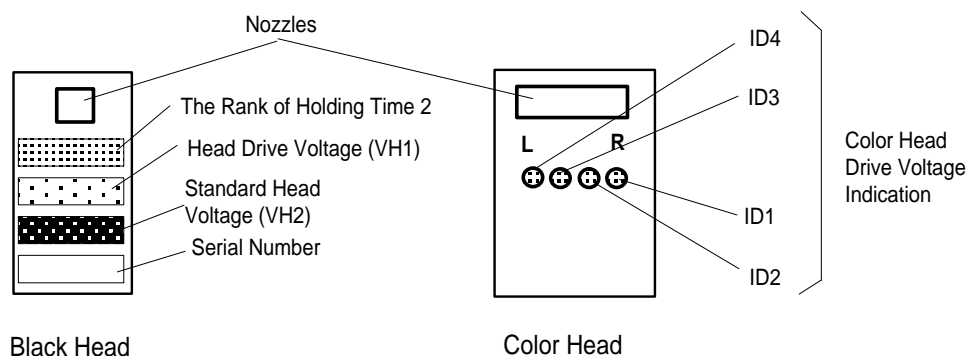 Nozzles
The Rank of Holding Time 2
Head Drive Voltage (VH1)
Standard Head
Voltage (VH2)
Serial Number
Black Head
ID4
ID3
L R
ID1
ID2
Color Head
Drive Voltage
Indication
Color Head